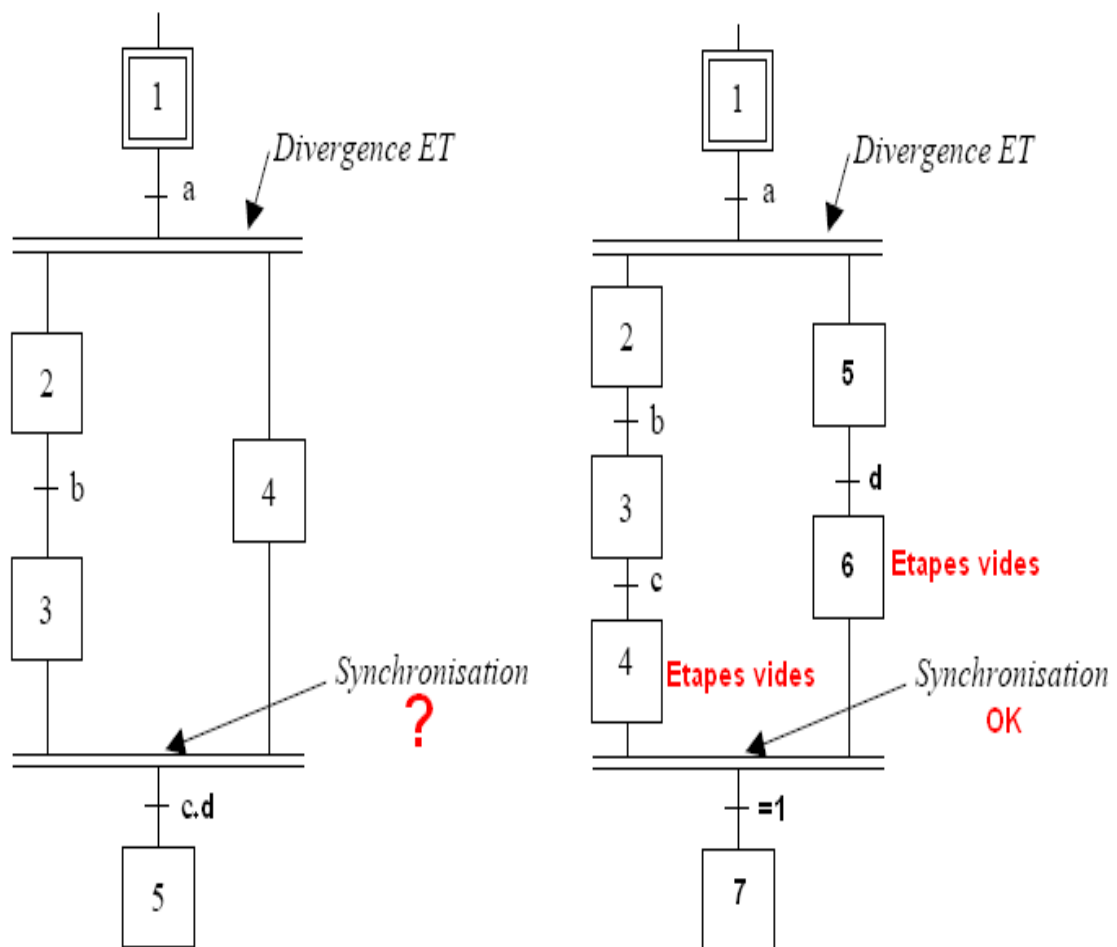 1
Divergence ET
a
2
b
4
3
Synchronisation
?
c.d
5
1
Divergence ET
a
2
5
b
d
3
6
Etapes vides
c
4
Etapes vides
Synchronisation
OK
=1
7